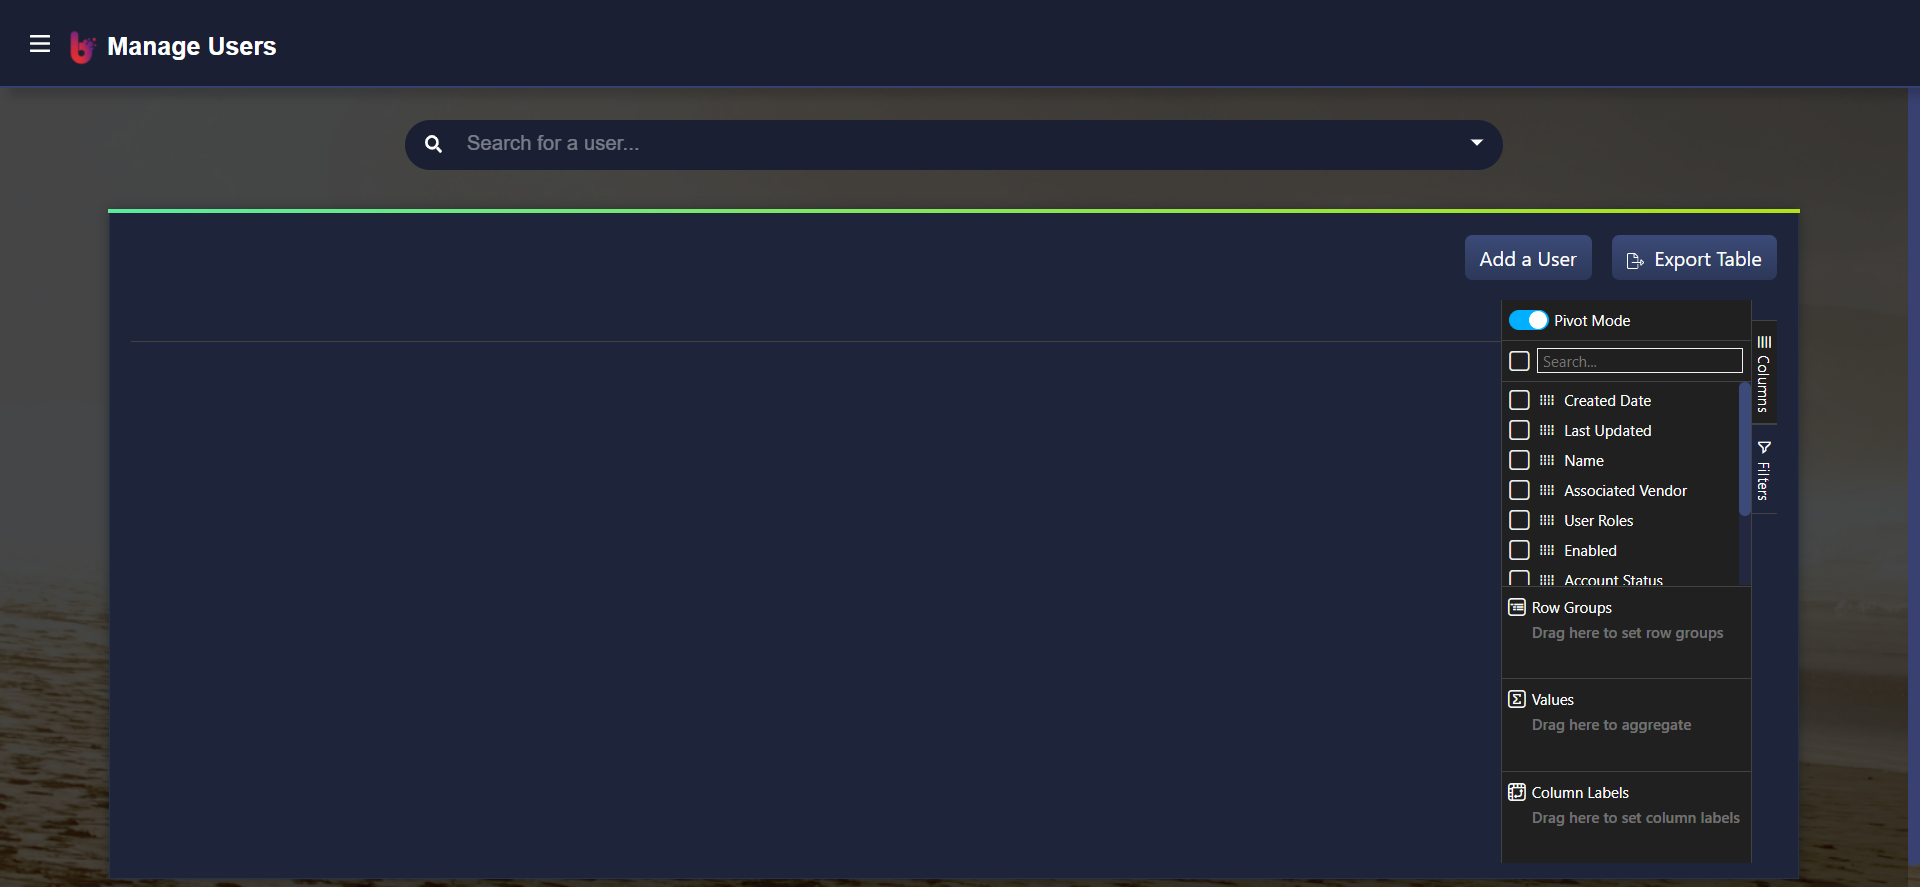 Manage Users
Search for a user...
Add a User
Export Table
Pivot Mode
Search...
Columns
Filters
Created Date
Last Updated
Name
Associated Vendor
User Roles
Enabled
Account Status
Row Groups
Drag here to set row groups
Values
Drag here to aggregate
Column Labels
Drag here to set column labels